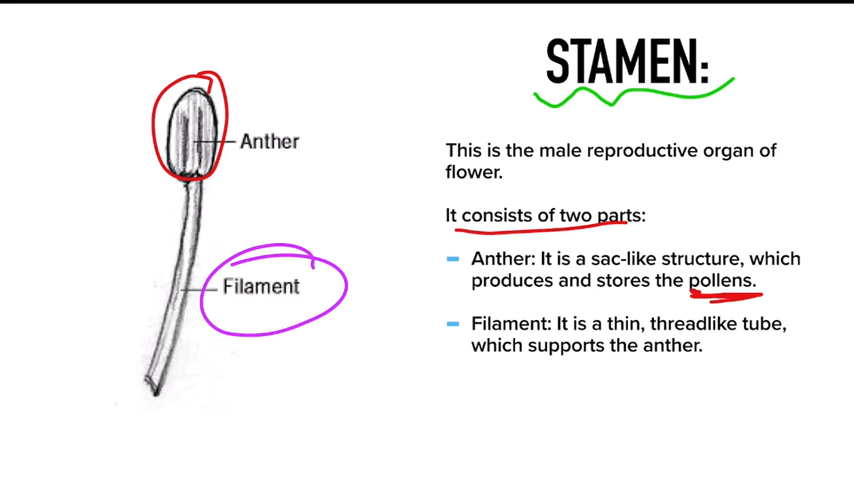 STAMEN:
Anther
This is the male reproductive organ of
flower.
It consists of two parts:
Anther: It is a sac-like structure, which
produces and stores the pollens.
Filament
Filament: It is a thin, threadlike tube,
which supports the anther.